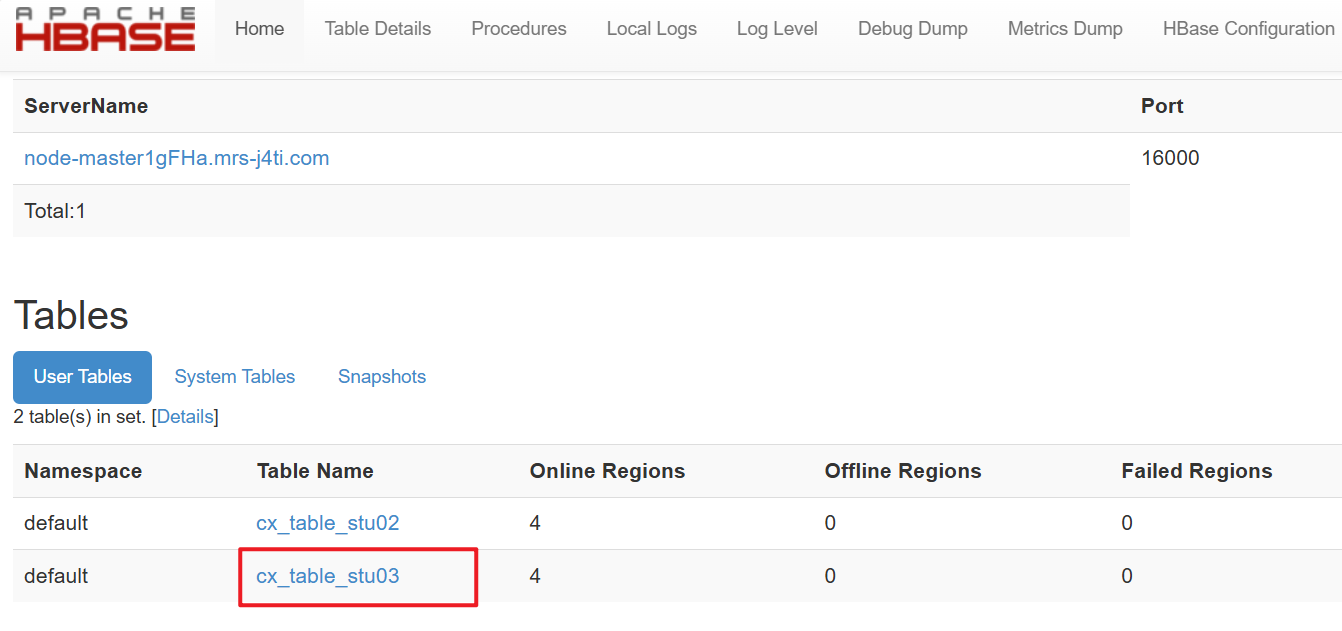 APACHE
HBASE
Home Table Details Procedures Local Logs Log Level Debug Dump Metrics Dump HBase Configuration
ServerName Port
node-master1gFHa.mrs-j4ti.com 16000
Total:1
Tables
User Tables System Tables Snapshots
2 table(s) in set. [Details]
Namespace Table Name Online Regions Offline Regions Failed Regions
default cx_table_stu02 4 0 0
default cx_table_stu03 4 0 0